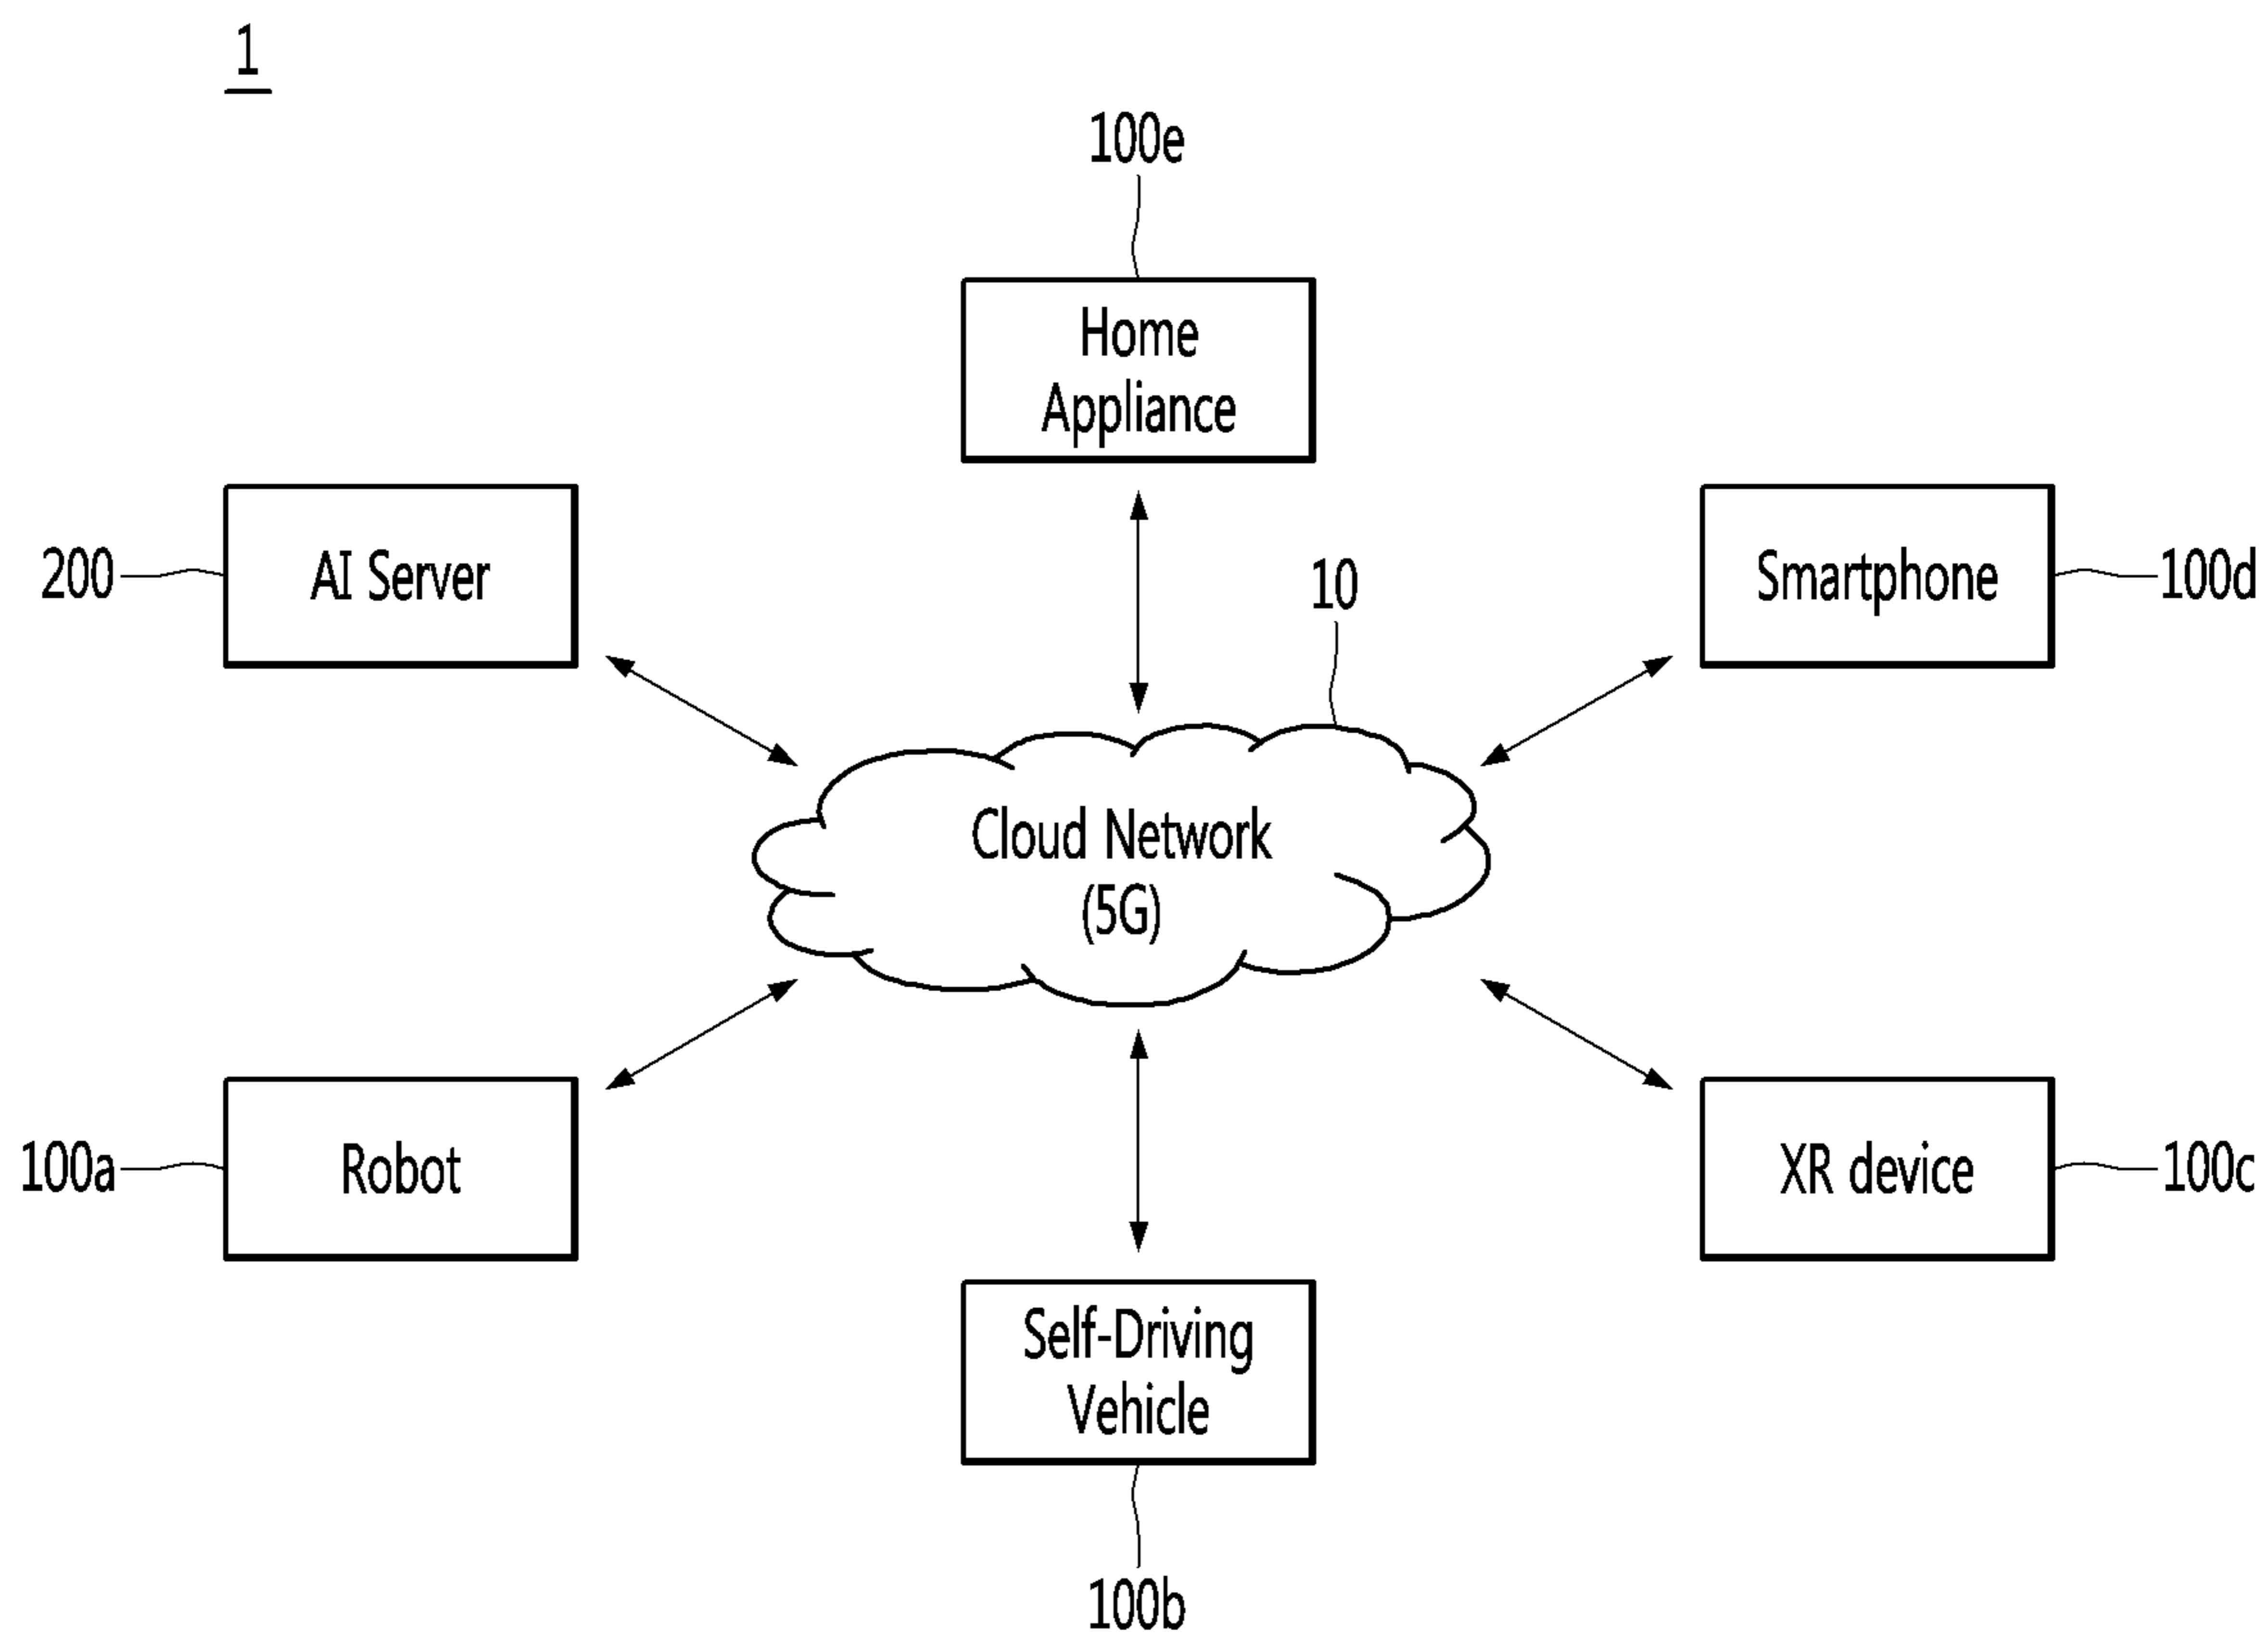 1
100e
Home
Appliance
200
AI Server
Smartphone
100d
10
Cloud Network
(5G)
100a
Robot
XR device
100c
Self-Driving
Vehicle
100b